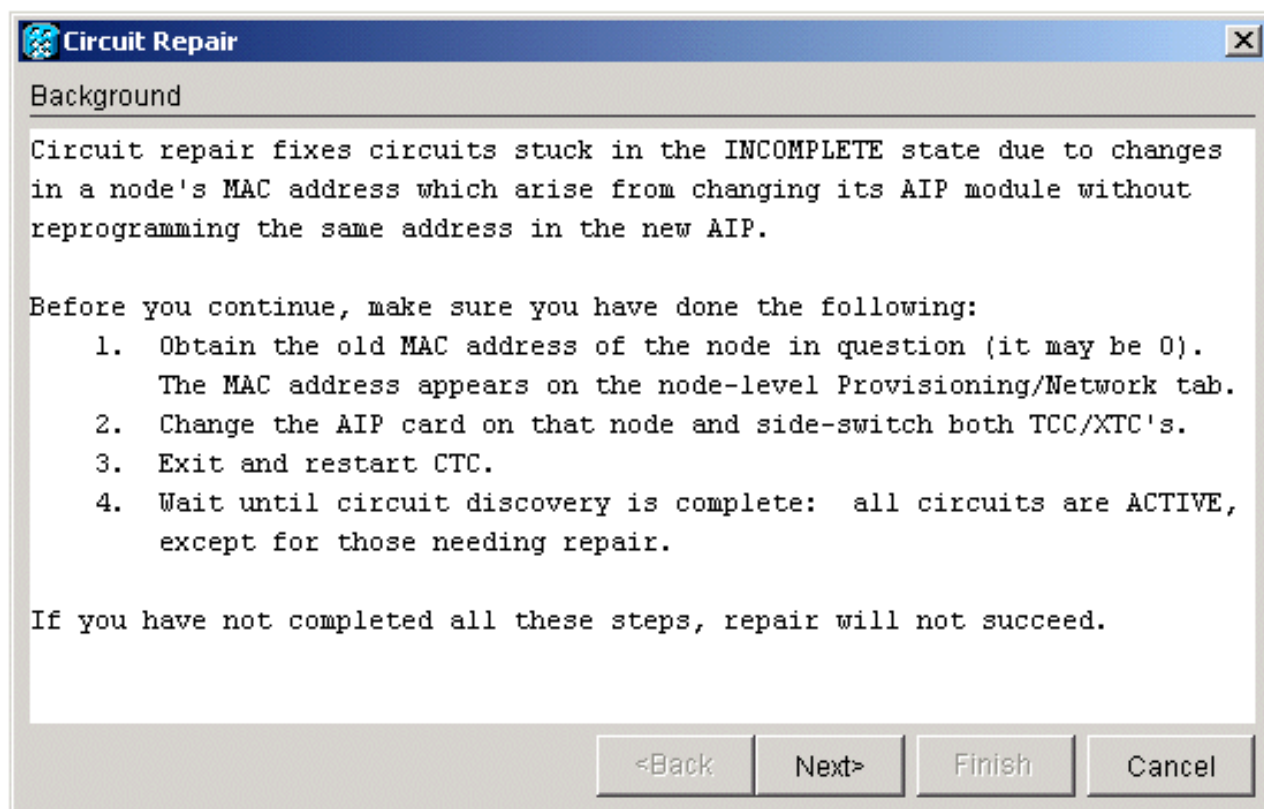 Circuit Repair
Background
Circuit repair fixes circuits stuck in the INCOMPLETE state due to changes
in a node's MAC address which arise from changing its AIP module without
reprogramming the same address in the new AIP.
Before you continue, make sure you have done the following:
1. Obtain the old MAC address of the node in question (it may be 0).
The MAC address appears on the node-level Provisioning/Network tab.
2. Change the AIP card on that node and side-switch both TCC/XTC's.
3. Exit and restart CTC.
4. Wait until circuit discovery is complete: all circuits are ACTIVE,
except for those needing repair.
If you have not completed all these steps, repair will not succeed.
<Back Next> Finish Cancel